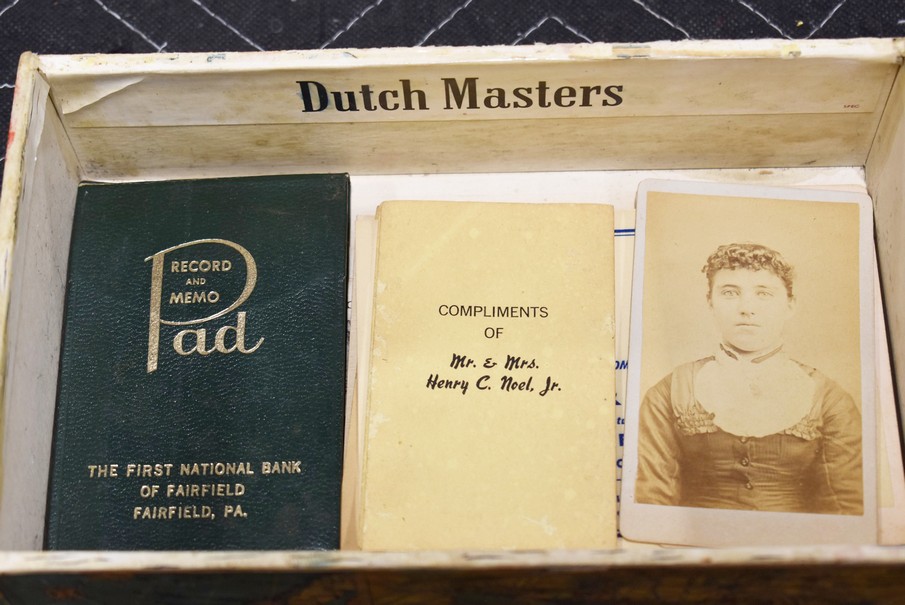 Dutch Masters
RECORD
AND
MEMO
Pad
THE FIRST NATIONAL BANK
OF FAIRFIELD
FAIRFIELD, PA.
COMPLIMENTS
OF
Mr. & Mrs.
Henry C. Noel, Jr.